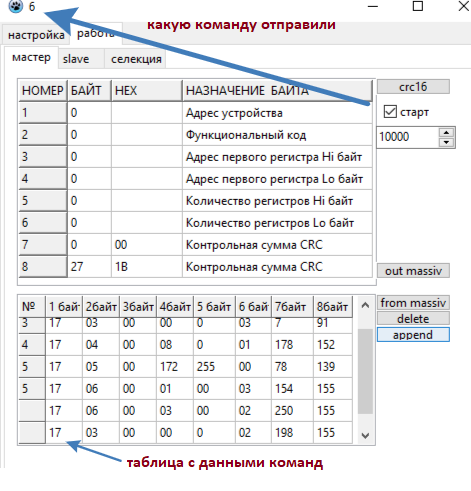 6
какую команду отправили
настройка работа
мастер slave селекция
НОМЕР БАЙТ HEX НАЗНАЧЕНИЕ БАЙТА
1 0 Адрес устройства
2 0 Функциональный код
3 0 Адрес первого регистра Hi байт
4 0 Адрес первого регистра Lo байт
5 0 Количество регистров Hi байт
6 0 Количество регистров Lo байт
7 0 00 Контрольная сумма CRC
8 27 1B Контрольная сумма CRC
crc16
старт
10000
out massiv
№ 1 байт 2байт 3байт 4байт 5 байт 6 байт 7байт 8байт
3 17 03 00 00 0 03 7 91
4 17 04 00 08 0 01 178 152
5 17 05 00 172 255 00 78 139
17 06 00 01 00 03 154 155
17 06 00 03 00 02 250 155
17 03 00 00 0 02 198 155
from massiv
delete
append
таблица с данными команд